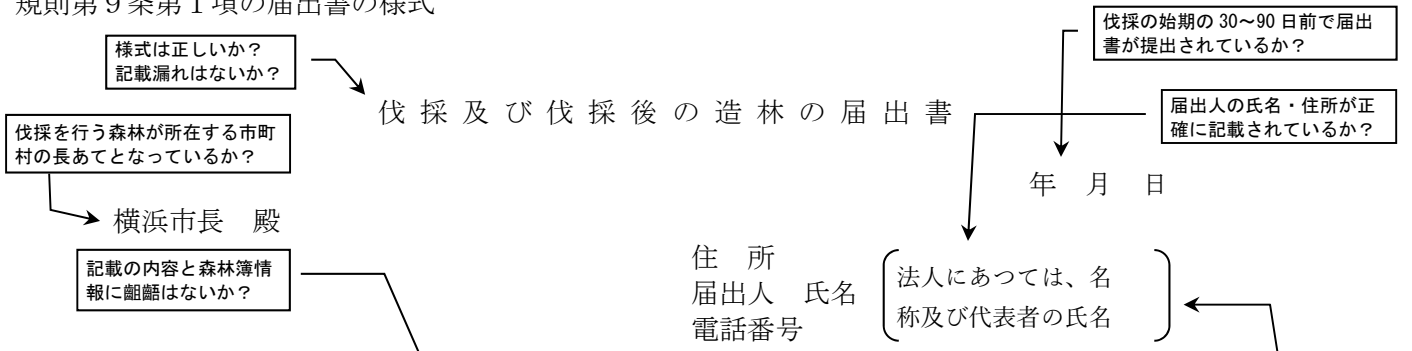 規則第９条第１項の届出書の様式
伐採の始期の 30～90 日前で届出
書が提出されているか？
様式は正しいか？
記載漏れはないか？
伐採及び伐採後の造林の届出書
届出人の氏名・住所が正
確に記載されているか？
伐採を行う森林が所在する市町
村の長あてとなっているか？
年　月　日
横浜市長　殿
記載の内容と森林簿情
報に齟齬はないか？
住　所
届出人　氏名
電話番号
法人にあつては、名
称及び代表者の氏名